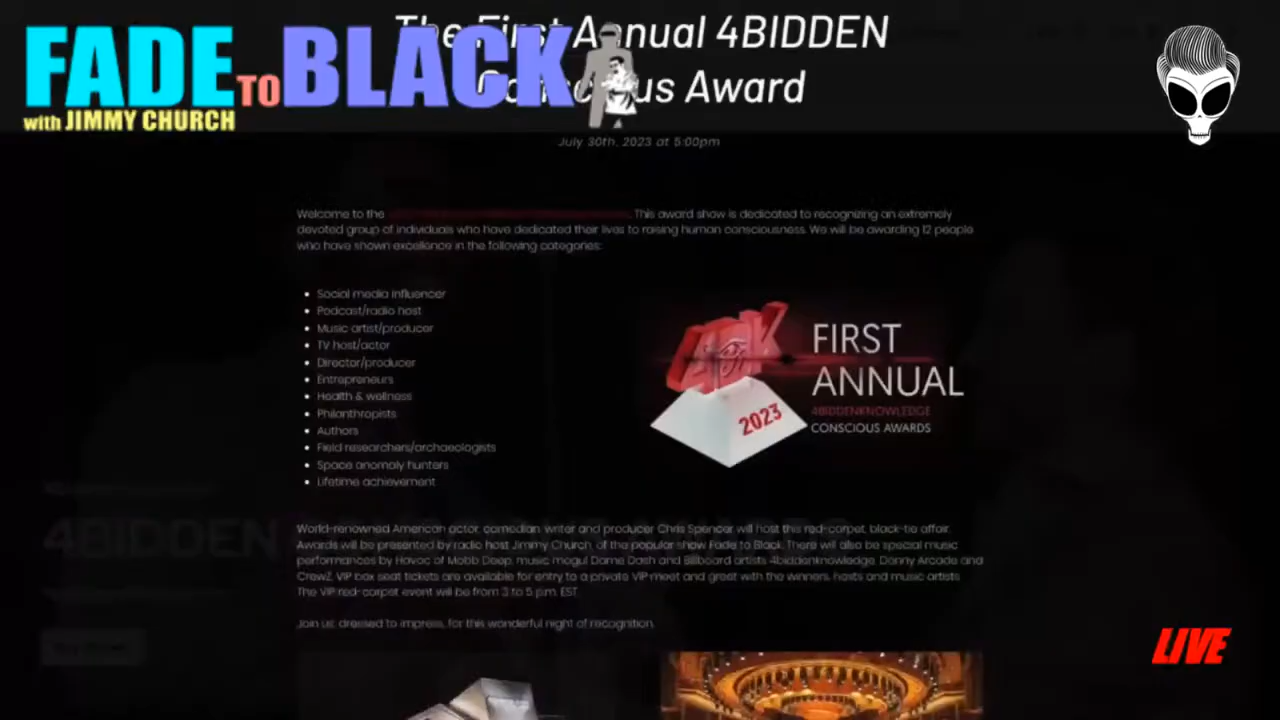 The First Annual 4BIDDEN
FADE TO BLACK
Conscious Award
with JIMMY CHURCH
July 30th, 2023 at 5:00pm
Welcome to the
. This award show is dedicated to recognizing an extremely
devoted group of individuals who have dedicated their lives to raising human consciousness. We will be awarding 12 people
who have shown excellence in the following categories:
Social media influencer
Podcast/radio host
Music artist/producer
TV host/actor
Director/producer
Entrepreneurs
Health & wellness
Philanthropists
Authors
Field researchers/archaeologists
Space anomaly hunters
Lifetime achievement
4BK
2023
FIRST
ANNUAL
4BIDDENKNOWLEDGE
CONSCIOUS AWARDS
4BIDDEN
World-renowned American actor, comedian, writer and producer Chris Spencer will host this red-carpet, black-tie affair.
Awards will be presented by radio host Jimmy Church, of the popular show Fade to Black. There will also be special music
performances by Havoc of Mobb Deep, music mogul Dame Dash and Billboard artists 4biddenknowledge, Danny Arcade and
CrewZ. VIP box seat tickets are available for entry to a private VIP meet and greet with the winners, hosts and music artists.
The VIP red-carpet event will be from 3 to 5 p.m. EST.
Join us, dressed to impress, for this wonderful night of recognition.
LIVE